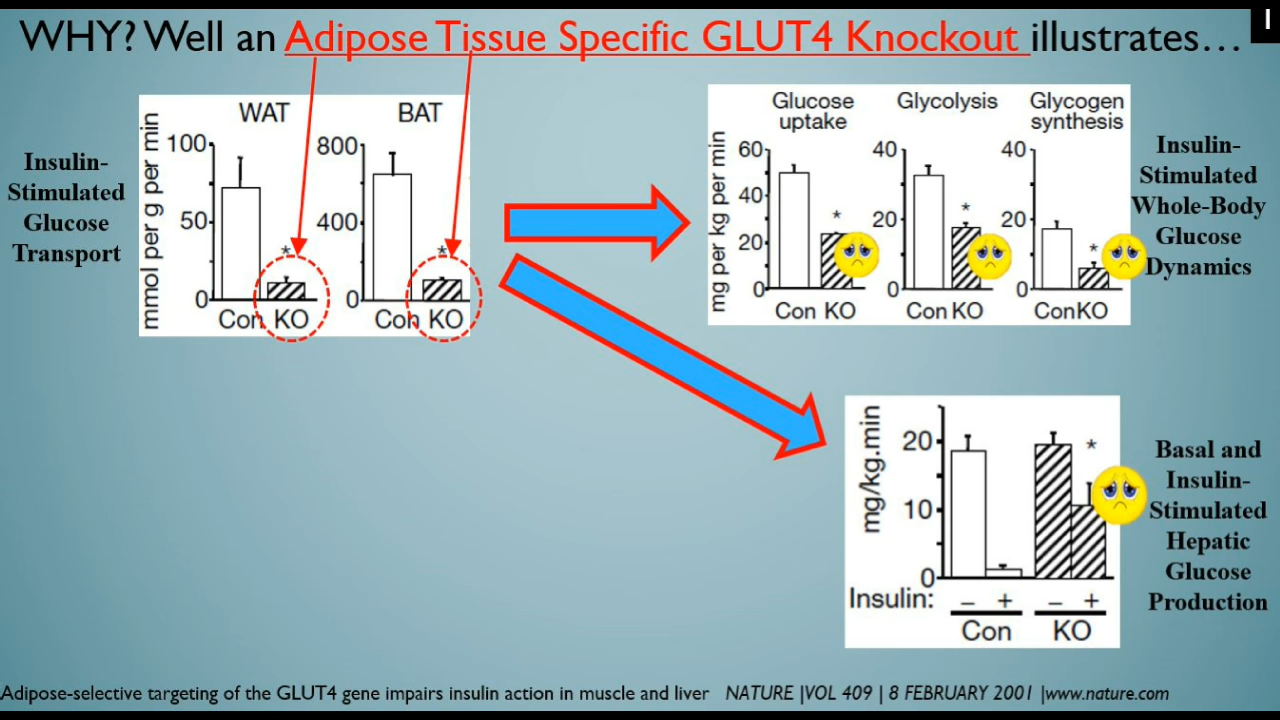 WHY? Well an Adipose Tissue Specific GLUT4 Knockout illustrates…
Insulin-
Stimulated
Glucose
Transport
WAT
BAT
mmol per g per min
100
50
0
800
400
0
*
*
Con KO
Con KO
Glucose
uptake
Glycolysis
Glycogen
synthesis
mg per kg per min
60
40
20
0
40
20
0
40
20
0
*
*
*
Con KO
Con KO
Con KO
Insulin-
Stimulated
Whole-Body
Glucose
Dynamics
mg/kg.min
20
10
0
*
Insulin: – + – +
Con KO
Basal and
Insulin-
Stimulated
Hepatic
Glucose
Production
Adipose-selective targeting of the GLUT4 gene impairs insulin action in muscle and liver NATURE |VOL 409 | 8 FEBRUARY 2001 |www.nature.com